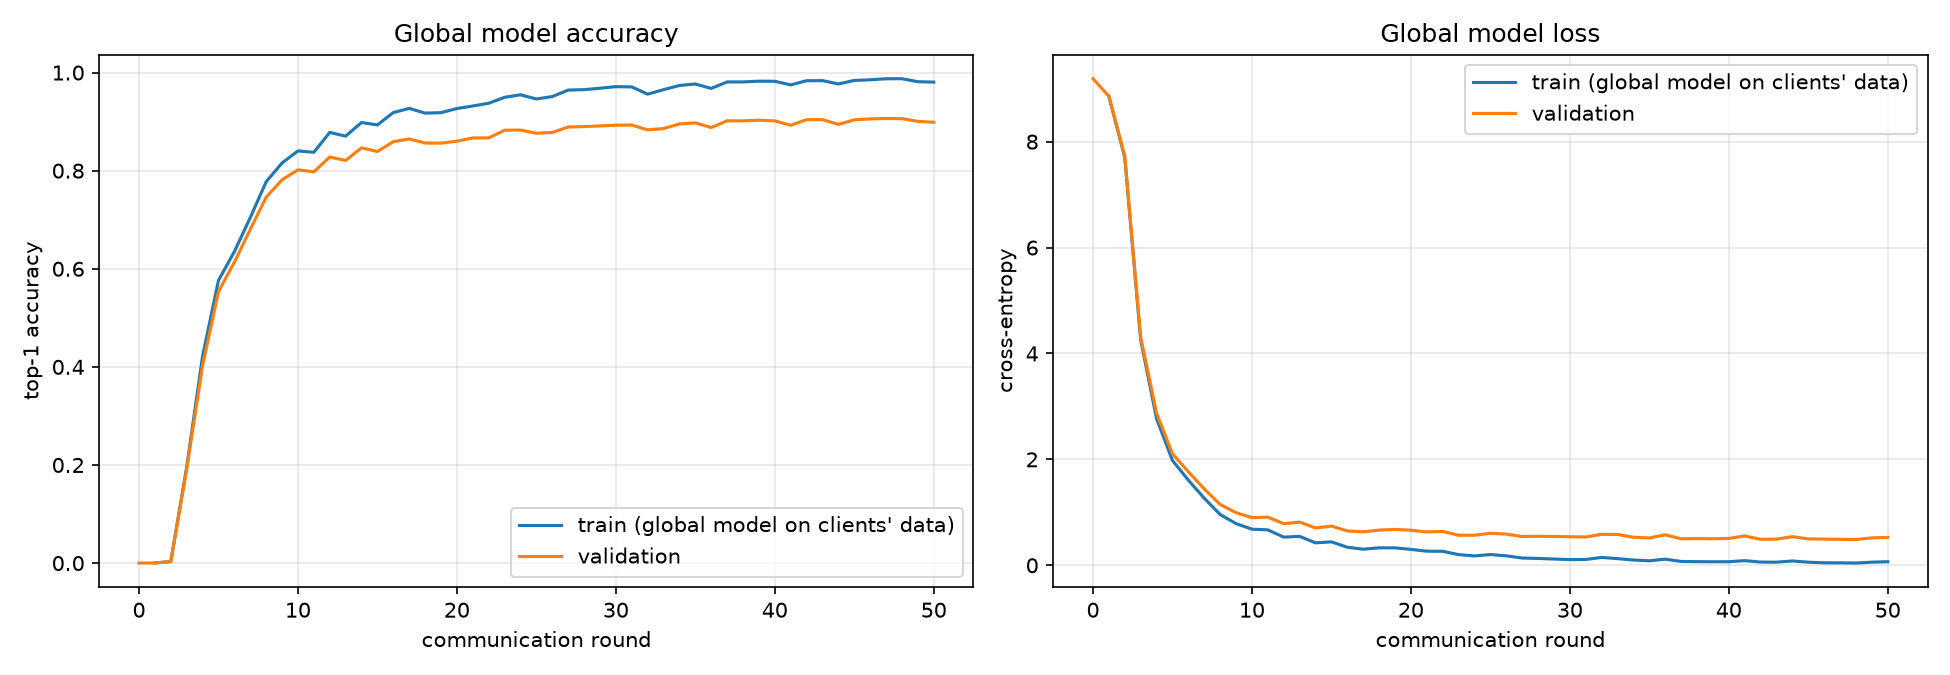 Global model accuracy
top-1 accuracy
1.0
0.8
0.6
0.4
0.2
0.0
train (global model on clients' data)
validation
0 10 20 30 40 50
communication round
Global model loss
cross-entropy
8
6
4
2
0
train (global model on clients' data)
validation
0 10 20 30 40 50
communication round